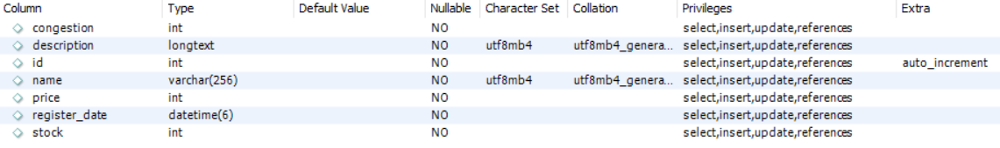 Column Type Default Value Nullable Character Set Collation Privileges Extra
congestion int NO select,insert,update,references
description longtext NO utf8mb4 utf8mb4_genera... select,insert,update,references
id int NO select,insert,update,references auto_increment
name varchar(256) NO utf8mb4 utf8mb4_genera... select,insert,update,references
price int NO select,insert,update,references
register_date datetime(6) NO select,insert,update,references
stock int NO select,insert,update,references